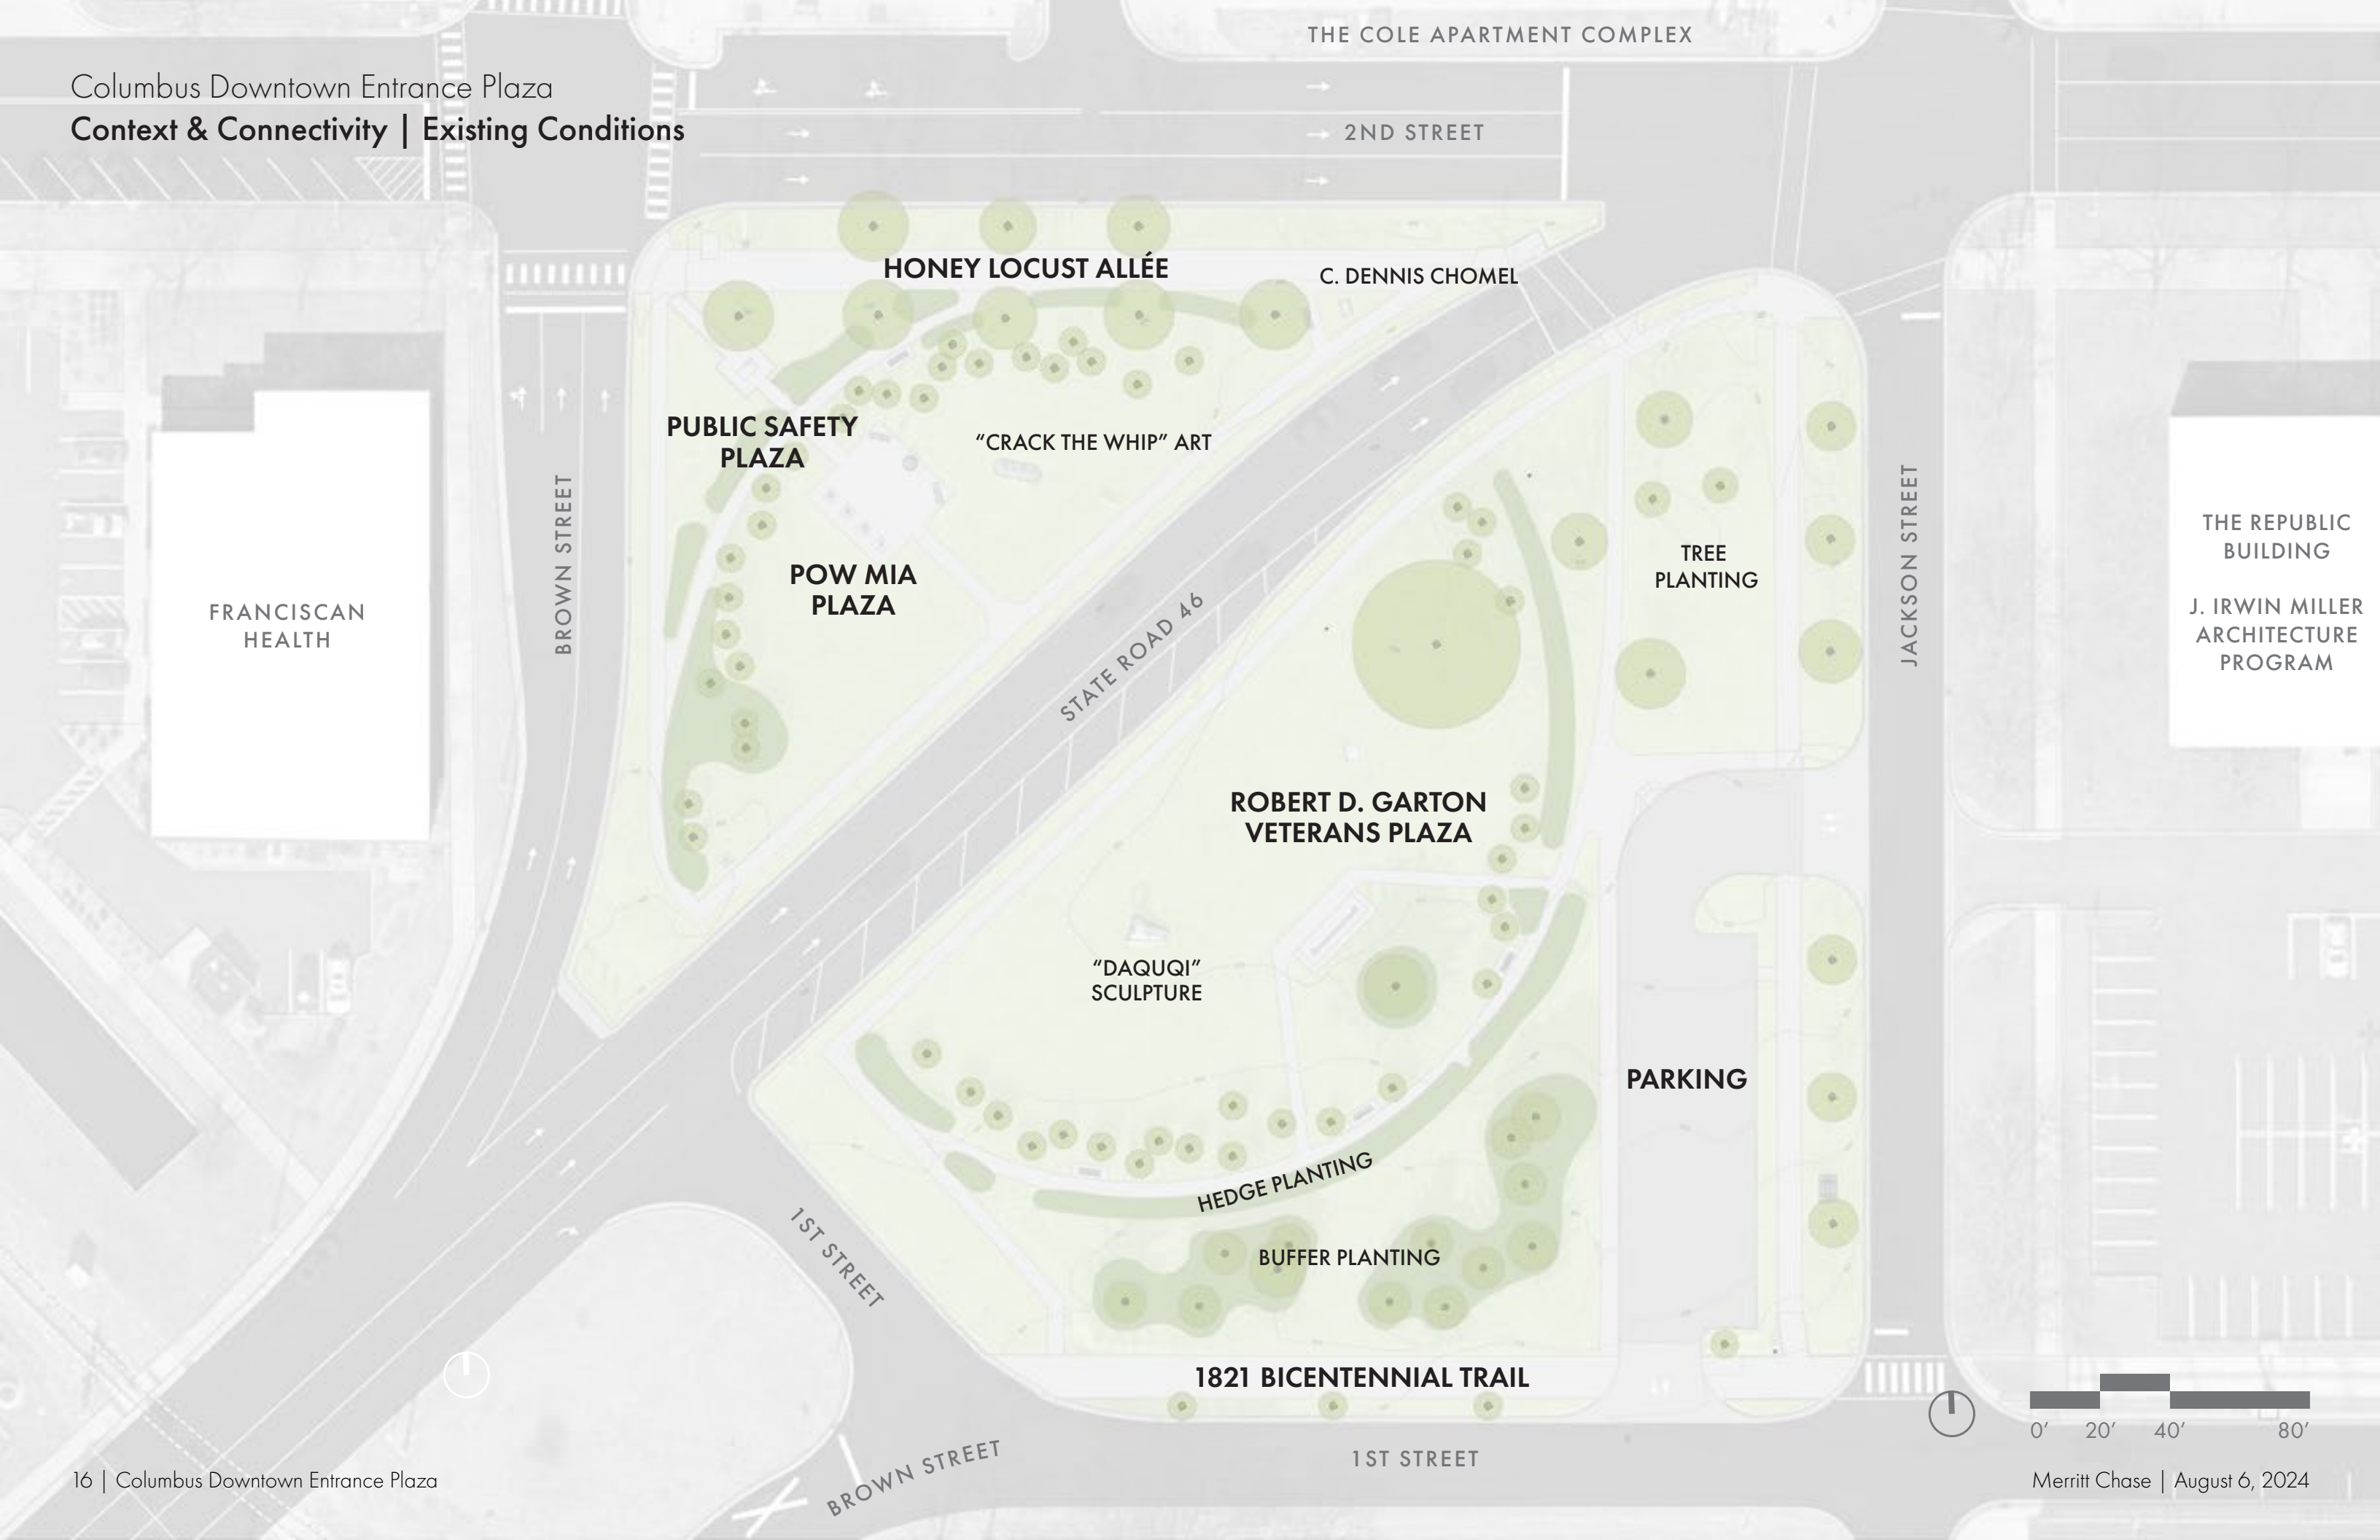 THE COLE APARTMENT COMPLEX
Columbus Downtown Entrance Plaza
Context & Connectivity | Existing Conditions
2ND STREET
HONEY LOCUST ALLÉE
C. DENNIS CHOMEL
PUBLIC SAFETY
PLAZA
“CRACK THE WHIP” ART
BROWN STREET
JACKSON STREET
THE REPUBLIC
BUILDING
TREE
PLANTING
POW MIA
PLAZA
FRANCISCAN
HEALTH
J. IRWIN MILLER
ARCHITECTURE
PROGRAM
STATE ROAD 46
ROBERT D. GARTON
VETERANS PLAZA
“DAQUQI”
SCULPTURE
PARKING
HEDGE PLANTING
1ST STREET
BUFFER PLANTING
1821 BICENTENNIAL TRAIL
0’ 20’ 40’ 80’
BROWN STREET
1ST STREET
16 | Columbus Downtown Entrance Plaza
Merritt Chase | August 6, 2024